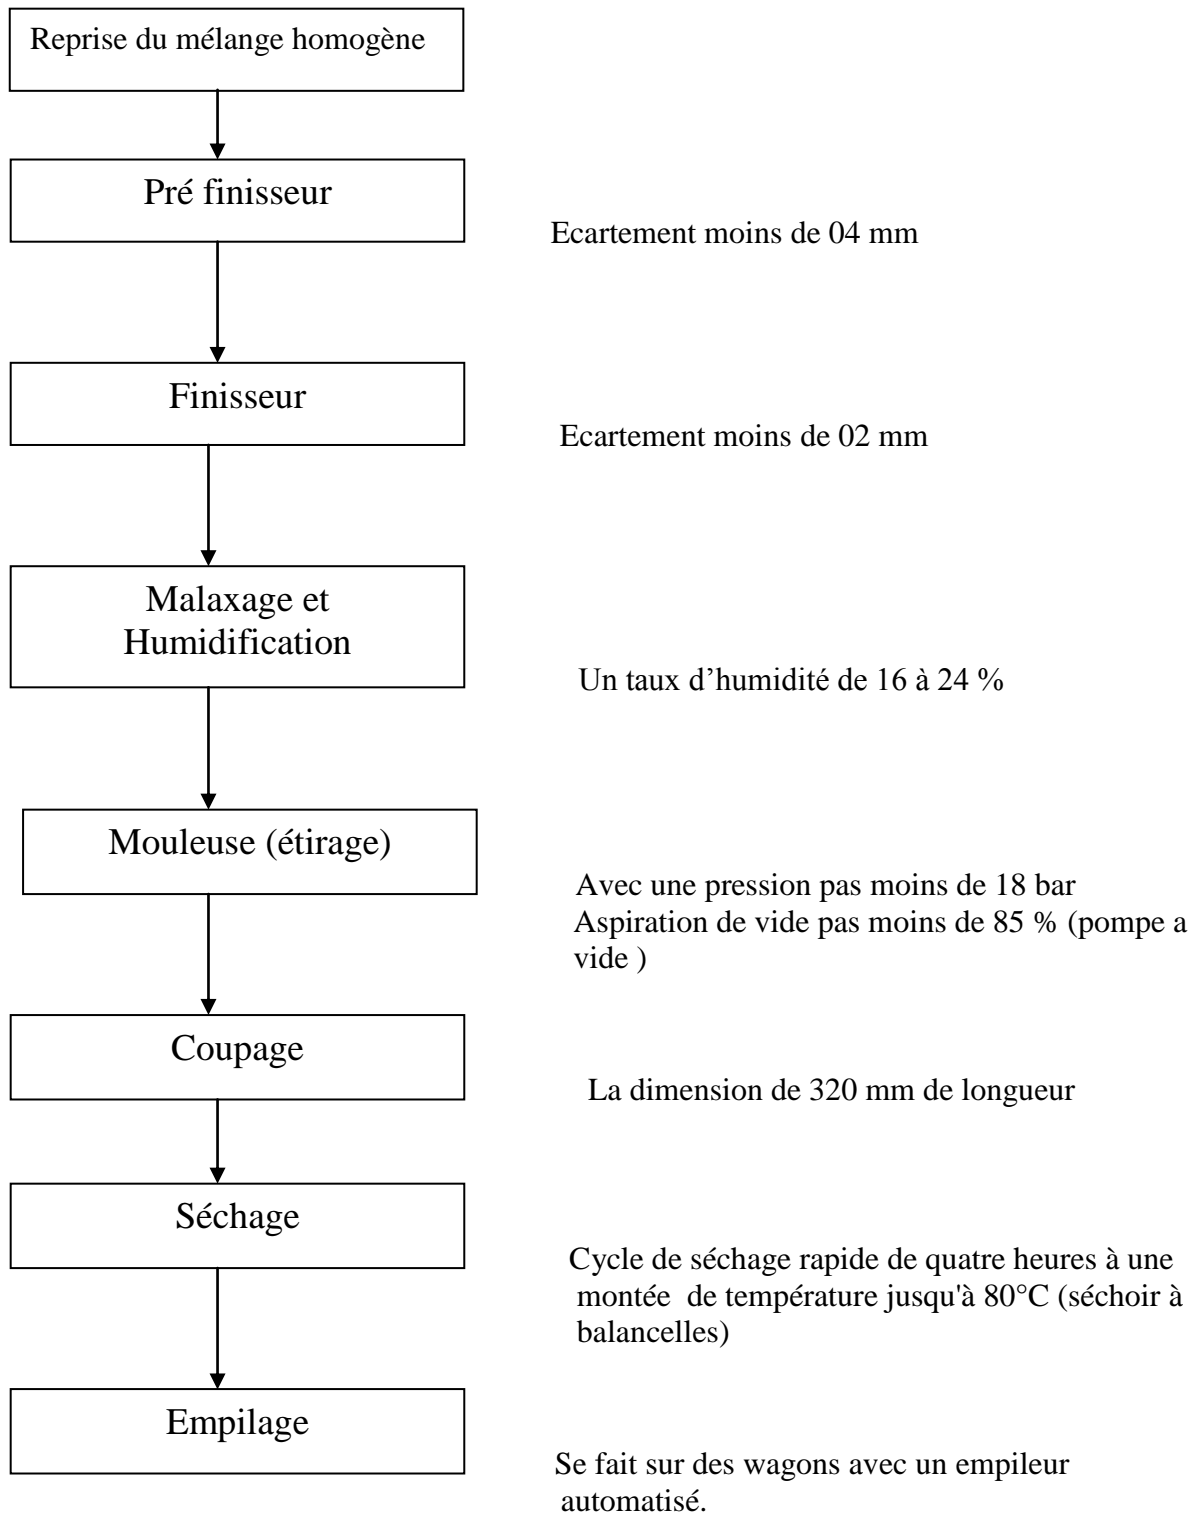 Reprise du mélange homogène
Pré finisseur
Ecartement moins de 04 mm
Finisseur
Ecartement moins de 02 mm
Malaxage et
Humidification
Un taux d’humidité de 16 à 24 %
Mouleuse (étirage)
Avec une pression pas moins de 18 bar
Aspiration de vide pas moins de 85 % (pompe a
vide )
Coupage
La dimension de 320 mm de longueur
Séchage
Cycle de séchage rapide de quatre heures à une
montée de température jusqu'à 80°C (séchoir à
balancelles)
Empilage
Se fait sur des wagons avec un empileur
automatisé.